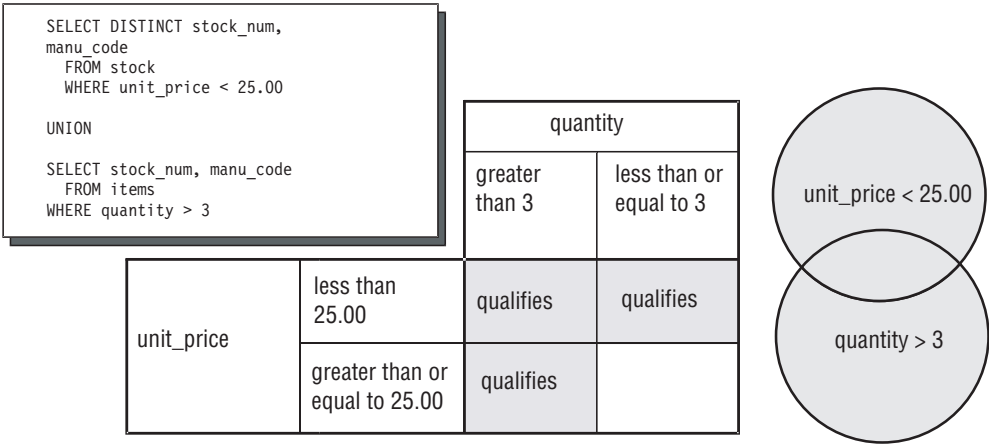 SELECT DISTINCT stock_num,
manu_code
FROM stock
WHERE unit_price < 25.00
UNION
SELECT stock_num, manu_code
FROM items
WHERE quantity > 3
quantity
greater
than 3
less than or
equal to 3
unit_price
less than
25.00
qualifies
qualifies
greater than or
equal to 25.00
qualifies
unit_price < 25.00
quantity > 3